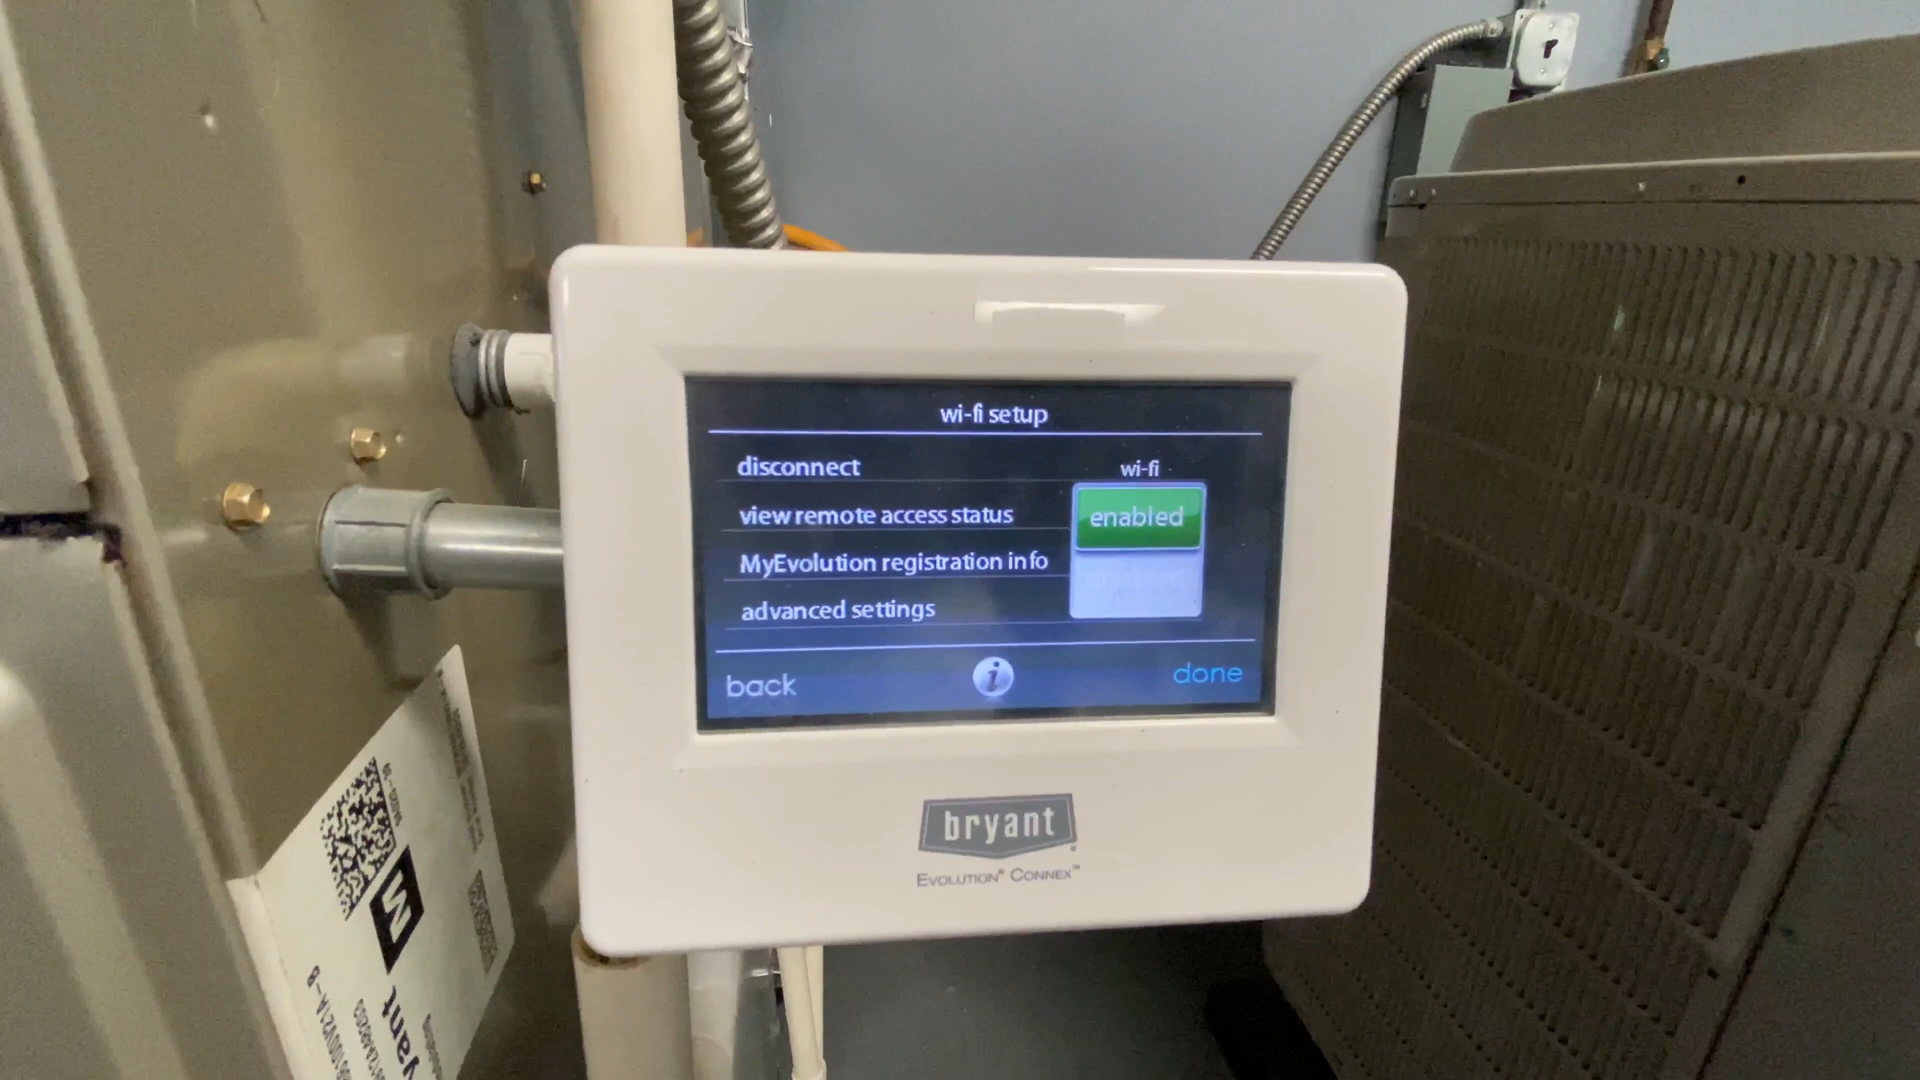 wi-fi setup
disconnect
wi-fi
view remote access status
enabled
MyEvolution registration info
advanced settings
back
i
done
bryant
EVOLUTION® CONNEX™